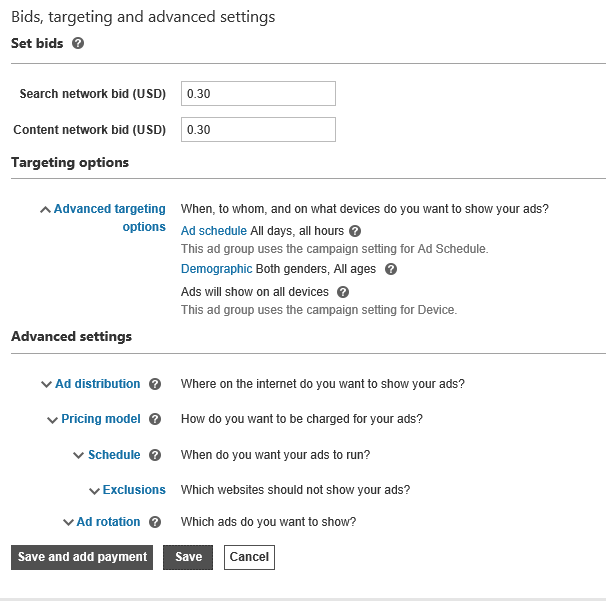 Bids, targeting and advanced settings
Set bids ?
Search network bid (USD) 0.30
Content network bid (USD) 0.30
Targeting options
Advanced targeting options
When, to whom, and on what devices do you want to show your ads?
Ad schedule All days, all hours ?
This ad group uses the campaign setting for Ad Schedule.
Demographic Both genders, All ages ?
Ads will show on all devices ?
This ad group uses the campaign setting for Device.
Advanced settings
Ad distribution ? Where on the internet do you want to show your ads?
Pricing model ? How do you want to be charged for your ads?
Schedule ? When do you want your ads to run?
Exclusions Which websites should not show your ads?
Ad rotation ? Which ads do you want to show?
Save and add payment Save Cancel